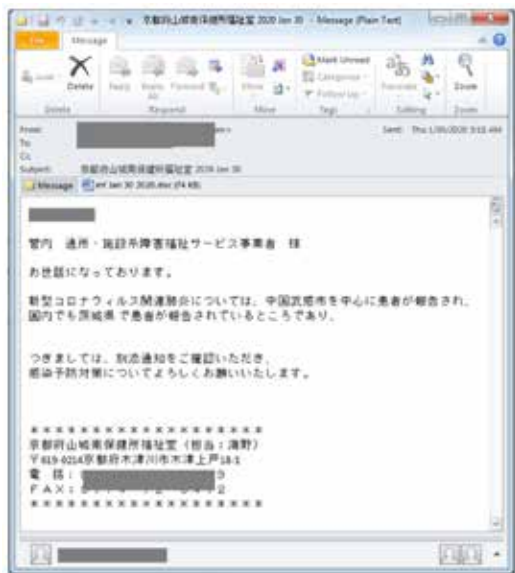 京都府山城南保健所福祉室 2020 Jan 30 - Message (Plain Text)
File Message
Junk
Delete
Reply Reply All Forward
Move
Mark Unread
Categorize
Follow Up
Translate
Zoom
Delete Respond Move Tags Editing Zoom
From:
Sent: Thu 1/30/2020
To
Cc
Subject: 京都府山城南保健所福祉室 2020 Jan 30
Message Jan 30 2020.doc (74 KB)
管内 通所・施設系障害福祉サービス事業者 様
お世話になっております。
新型コロナウィルス関連肺炎については、中国武漢市を中心に患者が報告され、
国内でも茨城県で患者が報告されているところであり、
つきましては、別添通知をご確認いただき、
感染予防対策についてよろしくお願いいたします。
＊＊＊＊＊＊＊＊＊＊＊＊＊＊＊＊＊＊＊＊
京都府山城南保健所福祉室（担当：海野）
〒619-0214京都府木津川市木津上戸18-1
電 話：
ＦＡＸ：
＊＊＊＊＊＊＊＊＊＊＊＊＊＊＊＊＊＊＊＊